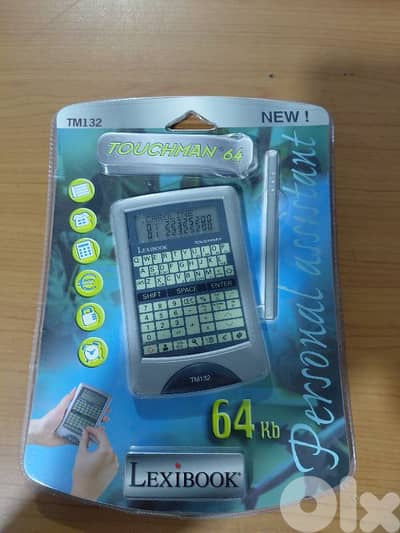 TM132
NEW !
TOUCHMAN 64
Personal assistant
LEXIBOOK
Q W E R T Y U I O P
A S D F G H J K L
Z X C V B N M
SHIFT SPACE ENTER
TM132
64 Kb
LEXIBOOK®
olx